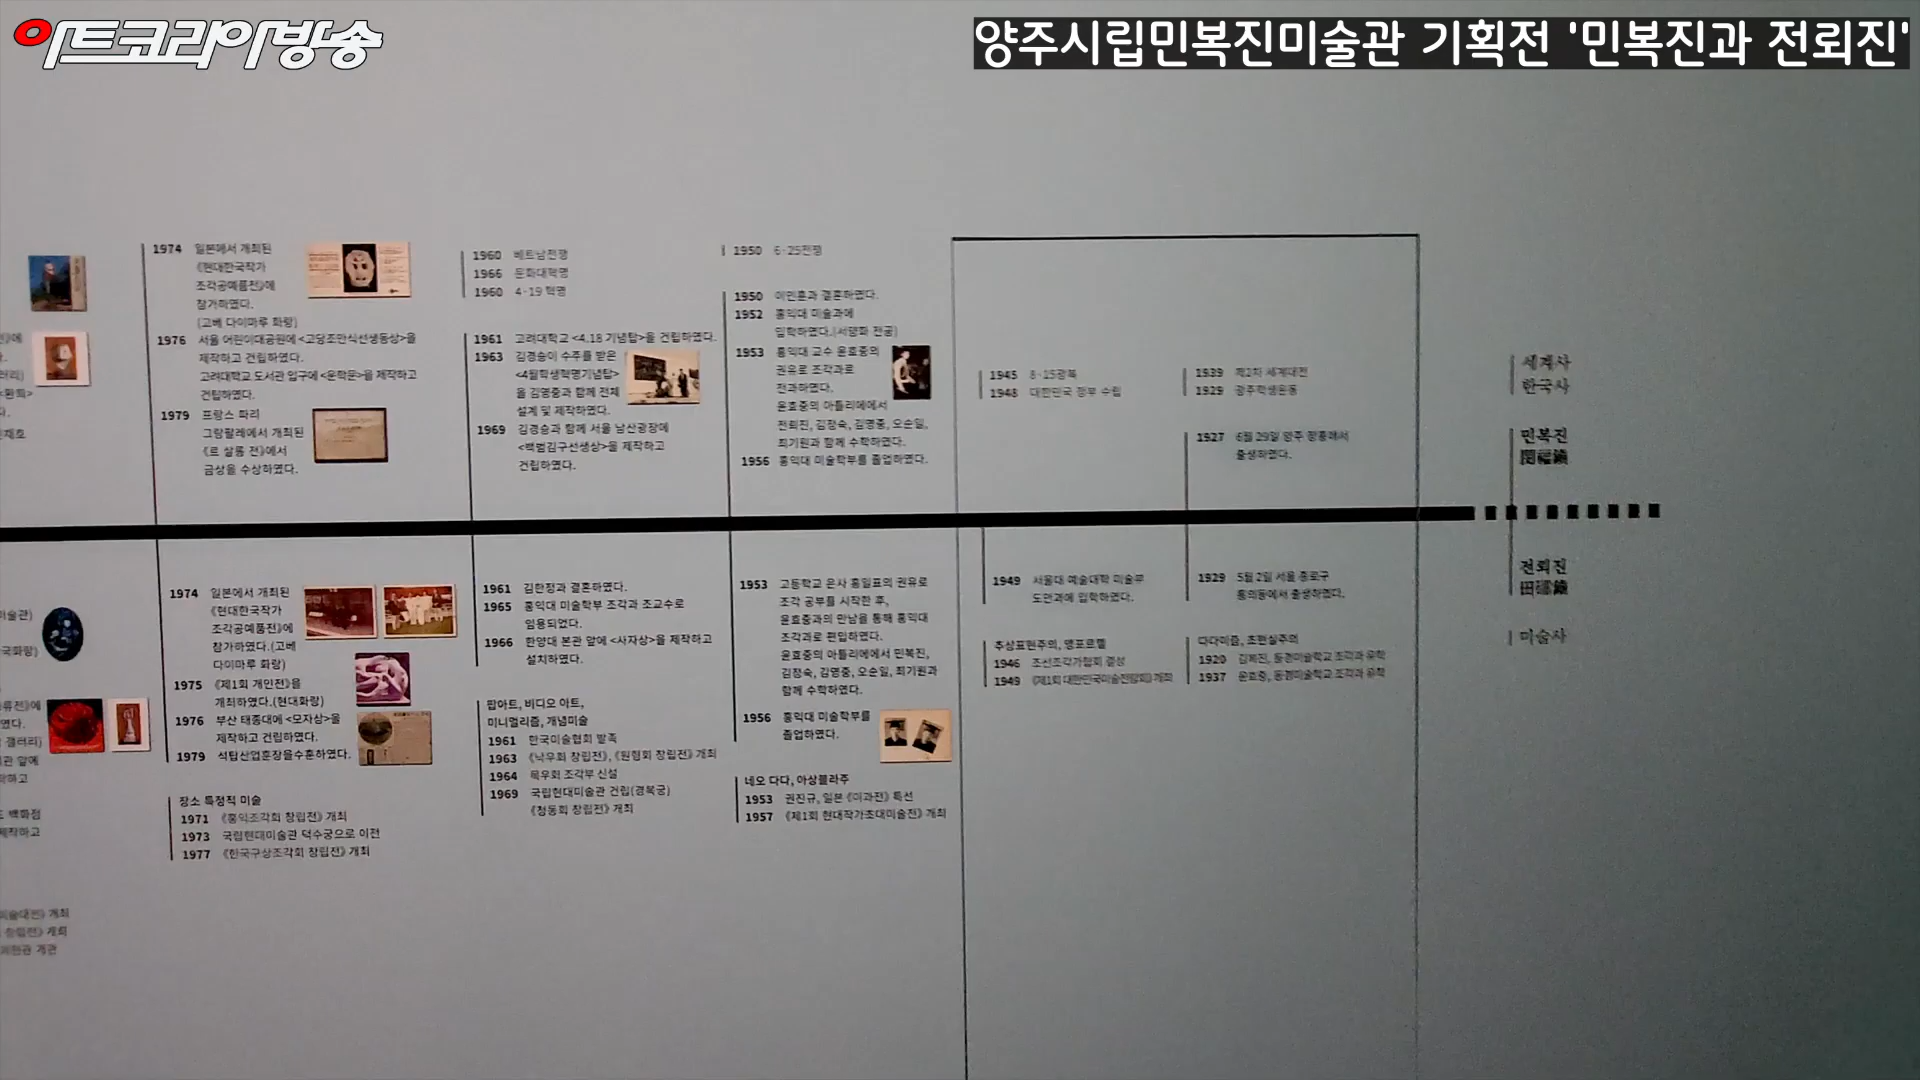 아트코리아방송
양주시립민복진미술관 기획전 '민복진과 전뢰진'
1974 일본에서 개최된
《현대한국작가
조각공예품전》에
참가하였다.
(고베 다이마루 화랑)
1976 서울 어린이대공원에 <고당조만식선생동상>을
제작하고 건립하였다.
고려대학교 도서관 입구에 <운학문>을 제작하고
건립하였다.
1979 프랑스 파리
그랑팔레에서 개최된
《르 살롱 전》에서
금상을 수상하였다.
1960 베트남전쟁
1966 문화대혁명
1960 4·19 혁명
1961 고려대학교 <4.18 기념탑>을 건립하였다.
1963 김경승이 수주를 받은
<4월학생혁명기념탑>
을 김영중과 함께 전체
설계 및 제작하였다.
1969 김경승과 함께 서울 남산광장에
<백범김구선생상>을 제작하고
건립하였다.
1950 6·25전쟁
1950 이민훈과 결혼하였다.
1952 홍익대 미술과에
입학하였다.(서양화 전공)
1953 홍익대 교수 윤효중의
권유로 조각과로
전과하였다.
윤효중의 아틀리에에서
전뢰진, 김정숙, 김영중, 오순일,
최기원과 함께 수학하였다.
1956 홍익대 미술학부를 졸업하였다.
1945 8·15광복
1948 대한민국 정부 수립
1939 제2차 세계대전
1929 광주학생운동
1927 6월 29일 양주 장흥에서
출생하였다.
세계사
한국사
민복진
閔福鎭
1974 일본에서 개최된
《현대한국작가
조각공예품전》에
참가하였다.(고베
다이마루 화랑)
1975 《제1회 개인전》을
개최하였다.(현대화랑)
1976 부산 태종대에 <모자상>을
제작하고 건립하였다.
1979 석탑산업훈장을수훈하였다.
장소 특정적 미술
1971 《홍익조각회 창립전》 개최
1973 국립현대미술관 덕수궁으로 이전
1977 《한국구상조각회 창립전》 개최
1961 김한정과 결혼하였다.
1965 홍익대 미술학부 조각과 조교수로
임용되었다.
1966 한양대 본관 앞에 <사자상>을 제작하고
설치하였다.
팝아트, 비디오 아트,
미니멀리즘, 개념미술
1961 한국미술협회 발족
1963 《낙우회 창립전》, 《원형회 창립전》 개최
1964 목우회 조각부 신설
1969 국립현대미술관 건립(경복궁)
《청동회 창립전》 개최
1953 고등학교 은사 홍일표의 권유로
조각 공부를 시작한 후,
윤효중과의 만남을 통해 홍익대
조각과로 편입하였다.
윤효중의 아틀리에에서 민복진,
김정숙, 김영중, 오순일, 최기원과
함께 수학하였다.
1956 홍익대 미술학부를
졸업하였다.
네오 다다, 아상블라주
1953 권진규, 일본 《이과전》 특선
1957 《제1회 현대작가초대미술전》 개최
1949 서울대 예술대학 미술부
도안과에 입학하였다.
추상표현주의, 앵포르멜
1946 조선조각가협회 결성
1949 《제1회 대한민국미술전람회》 개최
1929 5월 2일 서울 종로구
통의동에서 출생하였다.
다다이즘, 초현실주의
1920 김복진, 동경미술학교 조각과 유학
1937 윤효중, 동경미술학교 조각과 유학
전뢰진
田礌鎭
미술사